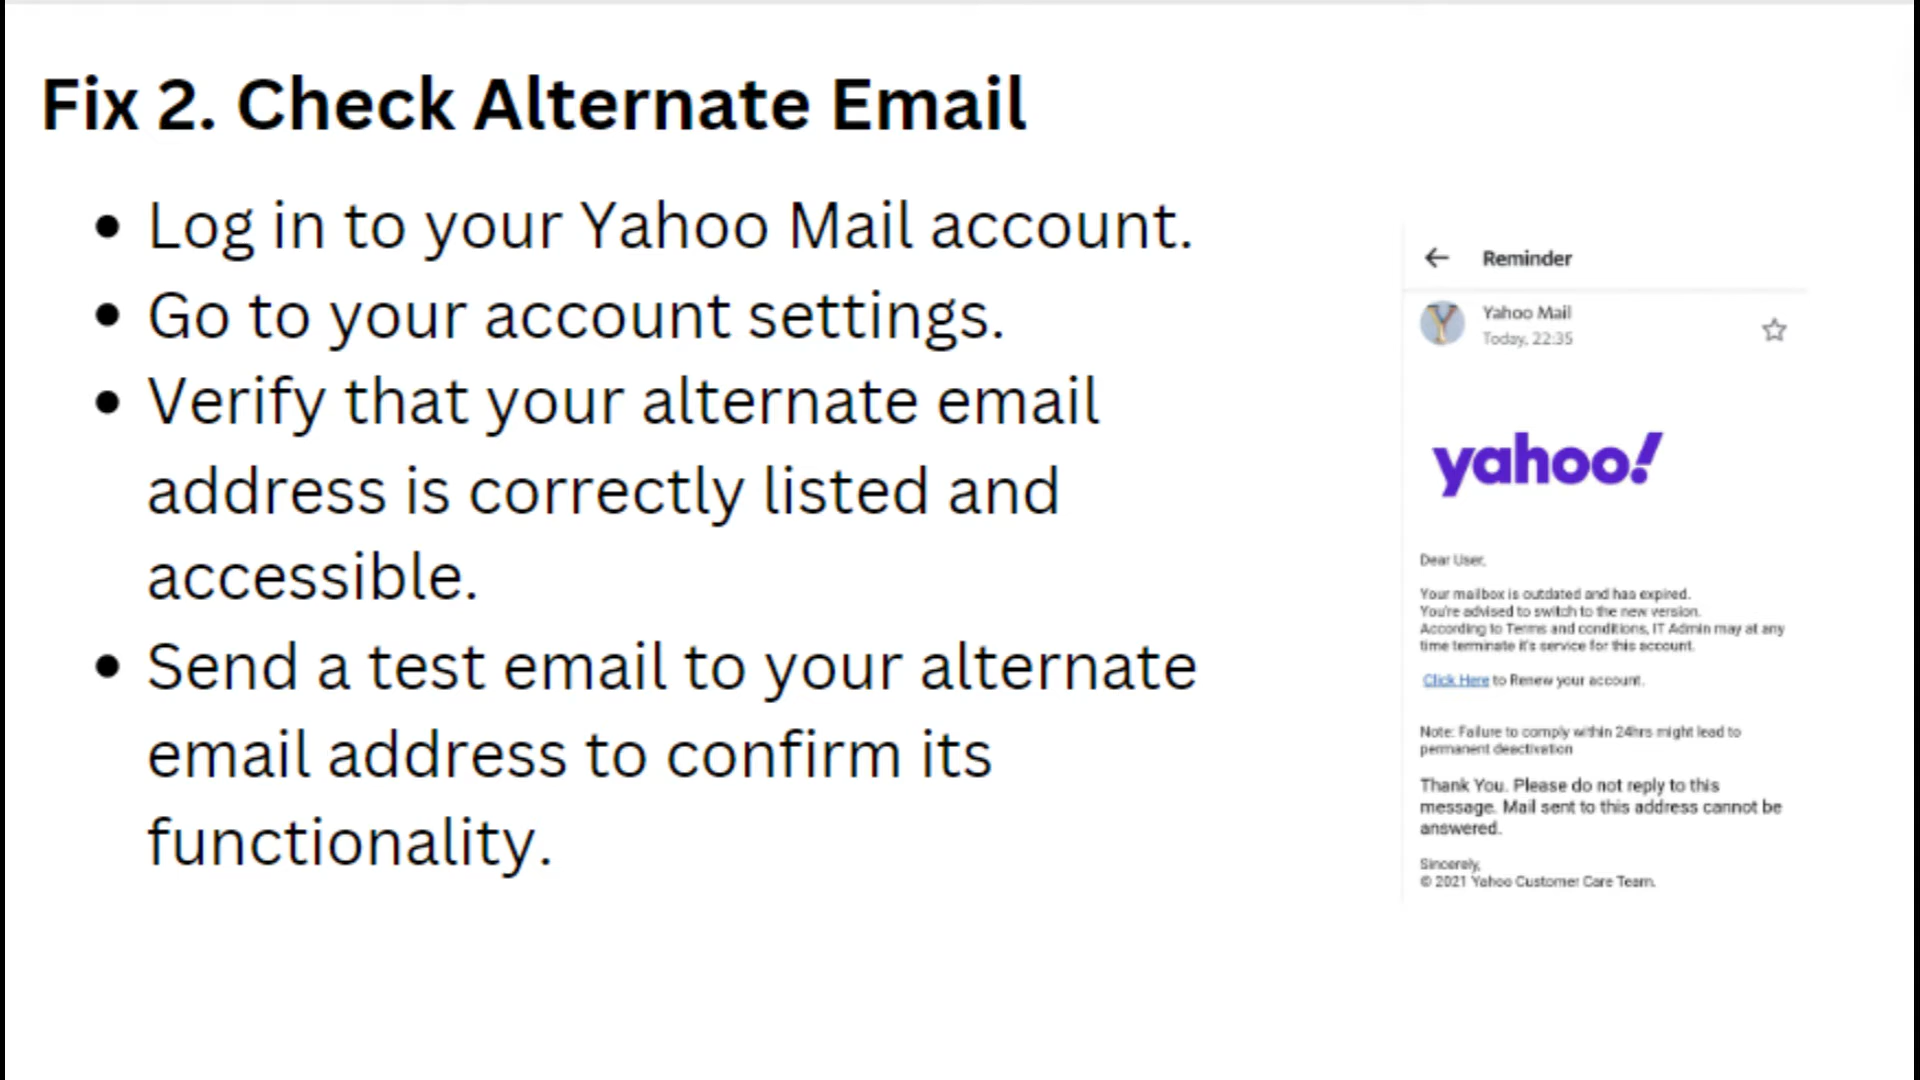 Fix 2. Check Alternate Email
Log in to your Yahoo Mail account.
Go to your account settings.
Verify that your alternate email
address is correctly listed and
accessible.
Send a test email to your alternate
email address to confirm its
functionality.
Reminder
Yahoo Mail
Today, 22:35
yahoo!
Dear User,
Your mailbox is outdated and has expired.
You're advised to switch to the new version.
According to Terms and conditions, IT Admin may at any
time terminate it's service for this account.
Click Here to Renew your account.
Note: Failure to comply within 24hrs might lead to
permanent deactivation
Thank You. Please do not reply to this
message. Mail sent to this address cannot be
answered.
Sincerely,
© 2021 Yahoo Customer Care Team.